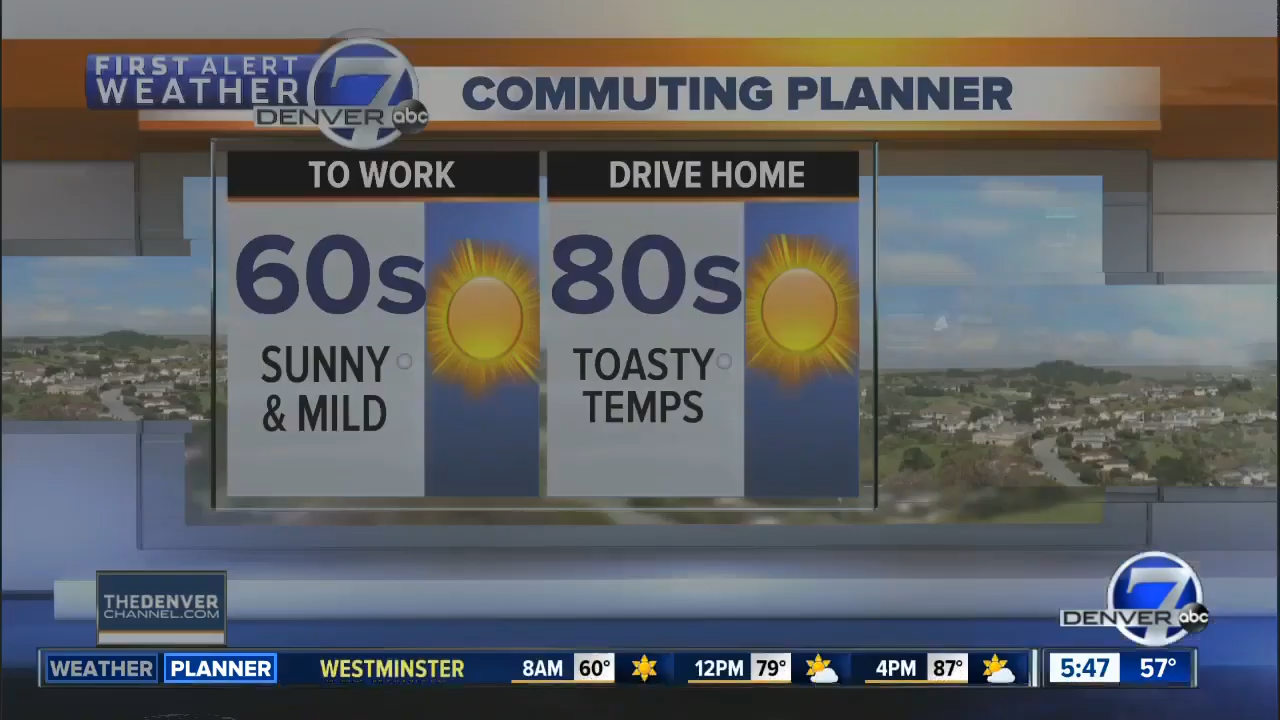 FIRST ALERT
WEATHER
7
DENVER abc
COMMUTING PLANNER
TO WORK
60s
SUNNY
& MILD
DRIVE HOME
80s
TOASTY
TEMPS
THEDENVER
CHANNEL.COM
7
DENVER abc
WEATHER PLANNER WESTMINSTER 8AM 60° 12PM 79° 4PM 87° 5:47 57°